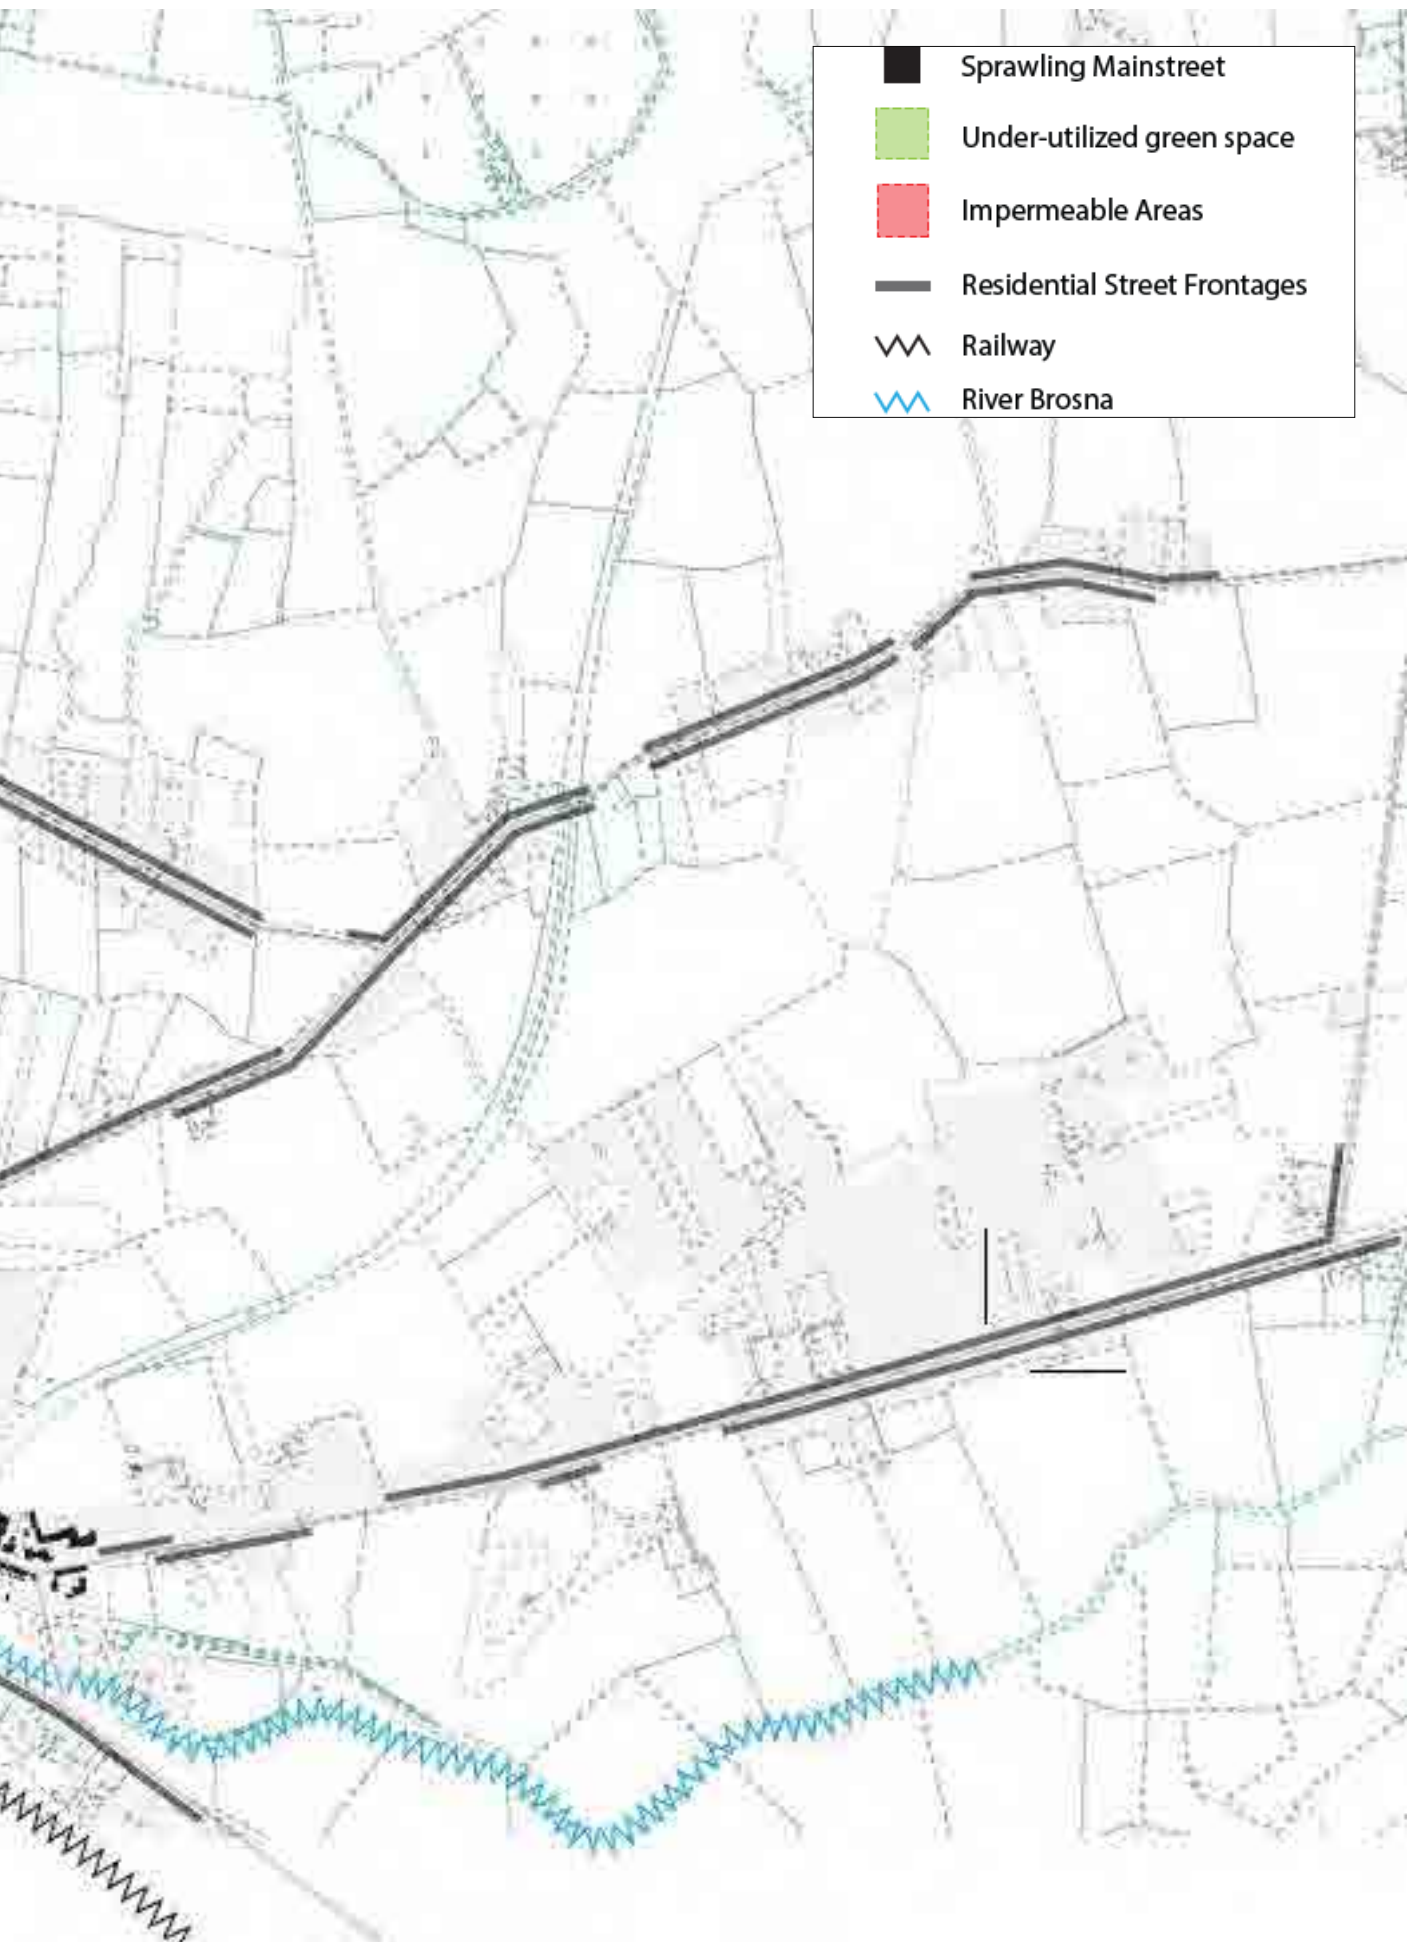 Sprawling Mainstreet
Under-utilized green space
Impermeable Areas
Residential Street Frontages
Railway
River Brosna